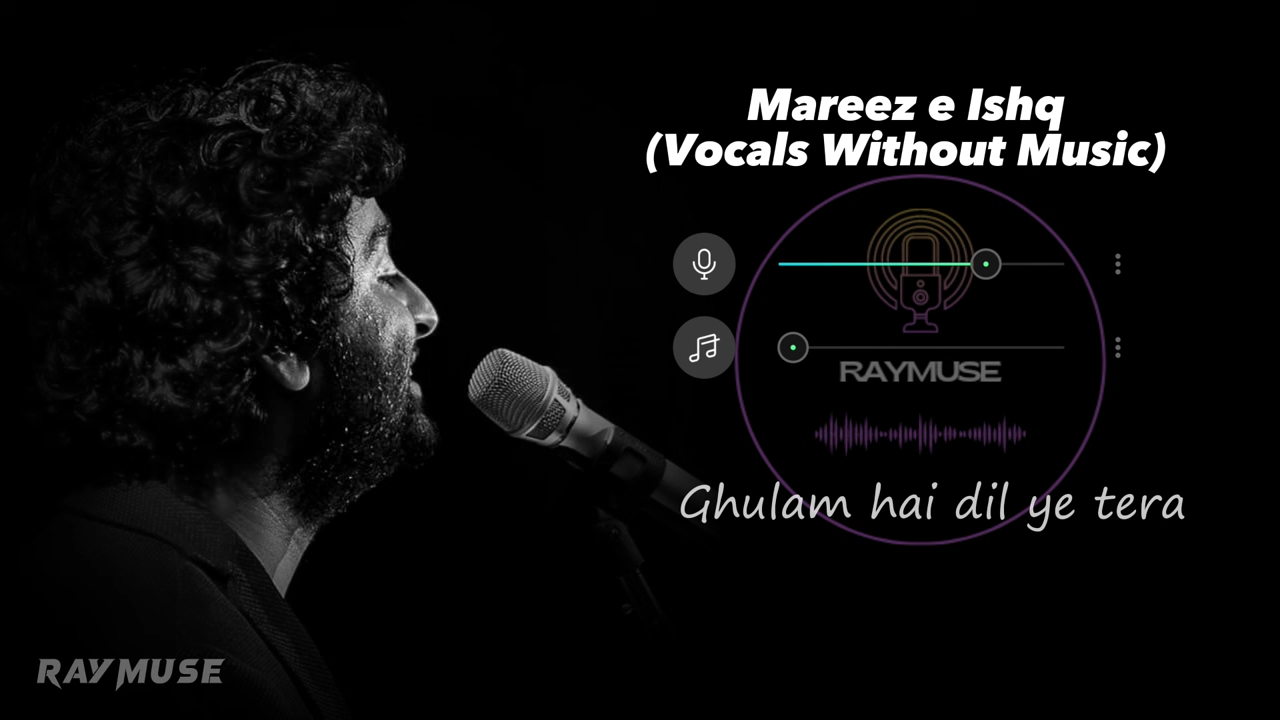 Mareez e Ishq
(Vocals Without Music)
RAYMUSE
Ghulam hai dil ye tera
RAYMUSE